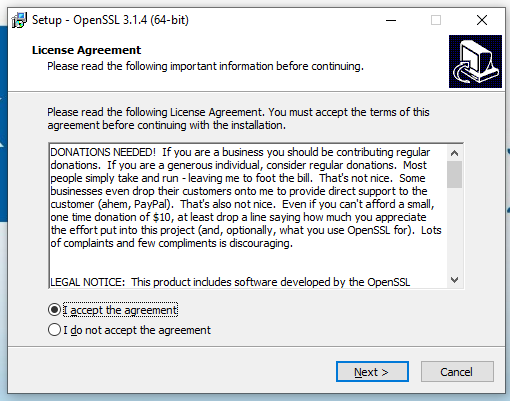 Setup - OpenSSL 3.1.4 (64-bit)
License Agreement
Please read the following important information before continuing.
Please read the following License Agreement. You must accept the terms of this
agreement before continuing with the installation.
DONATIONS NEEDED!  If you are a business you should be contributing regular
donations.  If you are a generous individual, consider regular donations.  Most
people simply take and run - leaving me to foot the bill.  That's not nice.  Some
businesses even drop their customers onto me to provide direct support to the
customer (ahem, PayPal).  That's also not nice.  Even if you can't afford a small,
one time donation of $10, at least drop a line saying how much you appreciate
the effort put into this project (and, optionally, what you use OpenSSL for).  Lots
of complaints and few compliments is discouraging.
LEGAL NOTICE:  This product includes software developed by the OpenSSL
I accept the agreement
I do not accept the agreement
Next >
Cancel